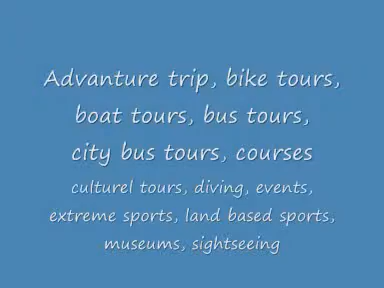 Advanture trip, bike tours,
boat tours, bus tours,
city bus tours, courses
culturel tours, diving, events,
extreme sports, land based sports,
museums, sightseeing